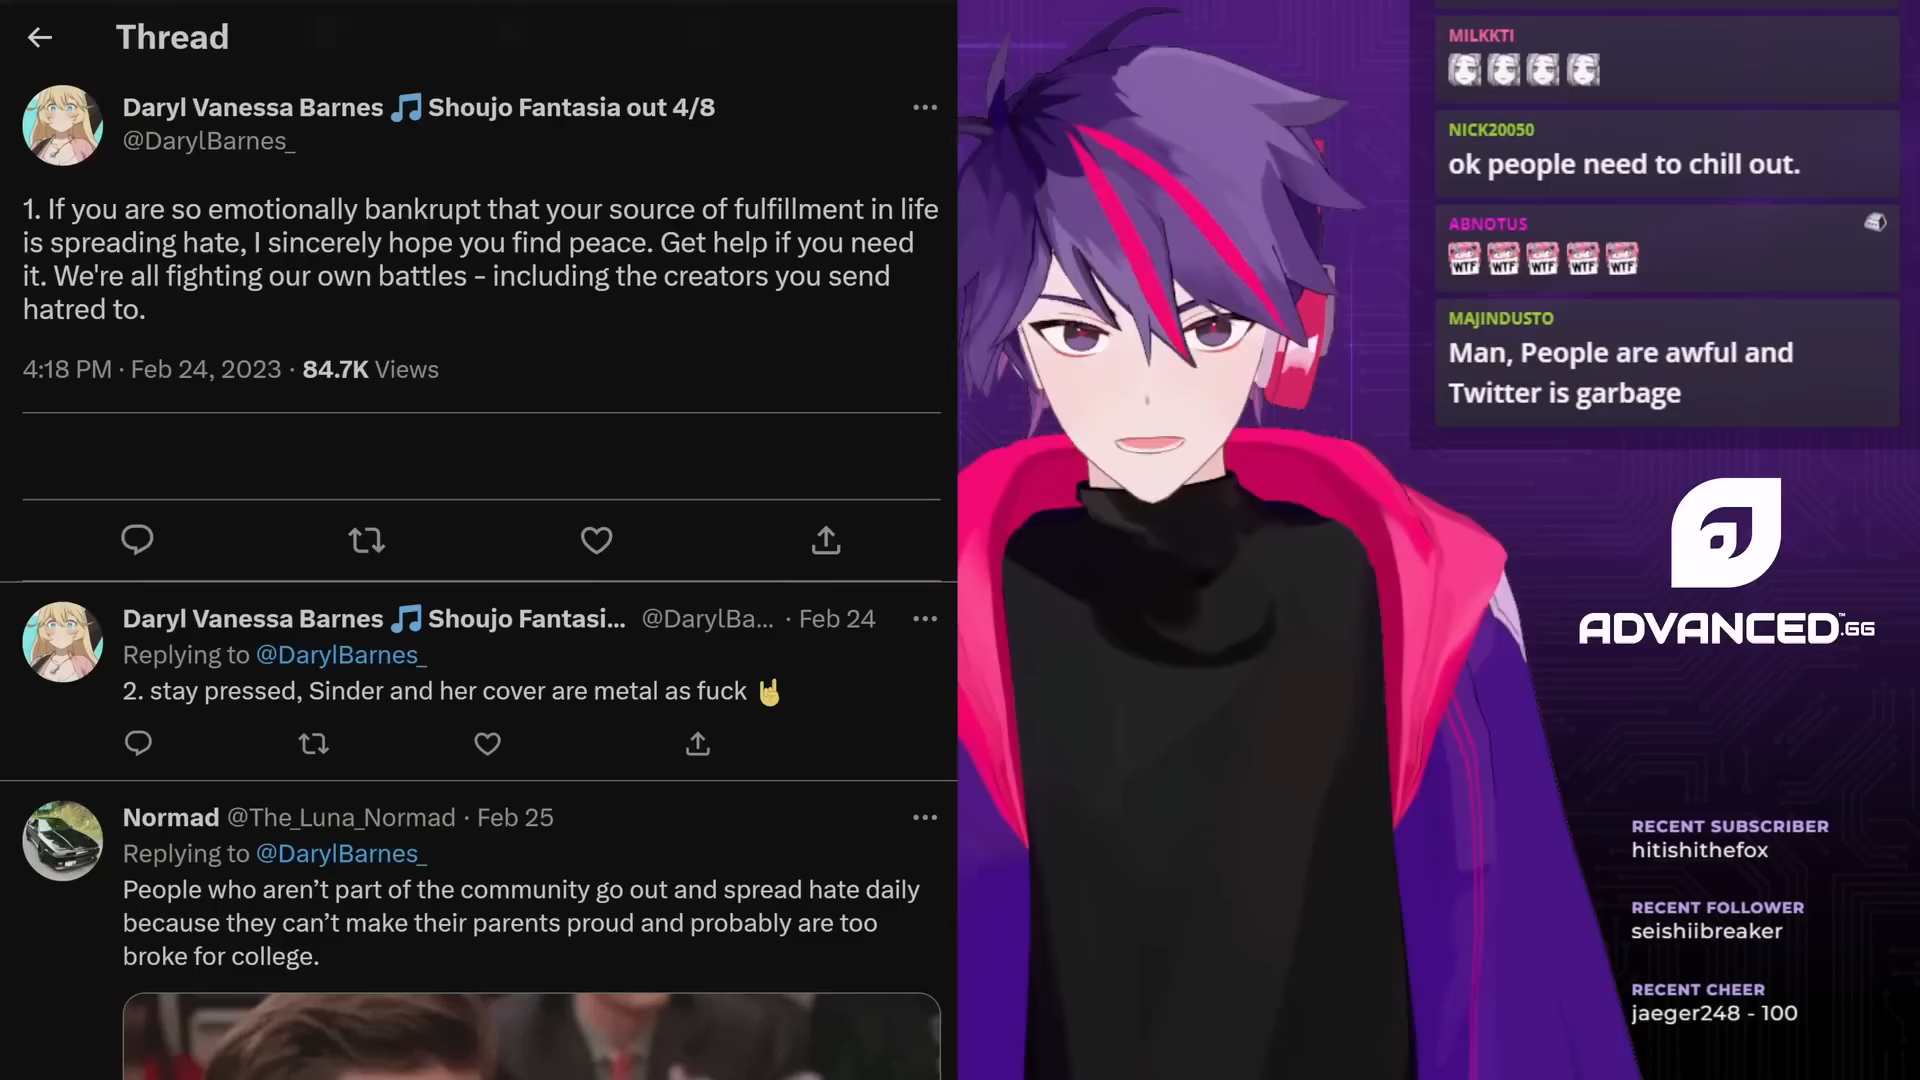 Thread
Daryl Vanessa Barnes 🎵 Shoujo Fantasia out 4/8
@DarylBarnes_
1. If you are so emotionally bankrupt that your source of fulfillment in life
is spreading hate, I sincerely hope you find peace. Get help if you need
it. We're all fighting our own battles - including the creators you send
hatred to.
4:18 PM · Feb 24, 2023 · 84.7K Views
Daryl Vanessa Barnes 🎵 Shoujo Fantasi... @DarylBa... · Feb 24
Replying to @DarylBarnes_
2. stay pressed, Sinder and her cover are metal as fuck 🤘
Normad @The_Luna_Normad · Feb 25
Replying to @DarylBarnes_
People who aren’t part of the community go out and spread hate daily
because they can’t make their parents proud and probably are too
broke for college.
MILKKTI
NICK20050
ok people need to chill out.
ABNOTUS
WTF WTF WTF WTF WTF
MAJINDUSTO
Man, People are awful and
Twitter is garbage
ADVANCED™.GG
RECENT SUBSCRIBER
hitishithefox
RECENT FOLLOWER
seishiibreaker
RECENT CHEER
jaeger248 - 100